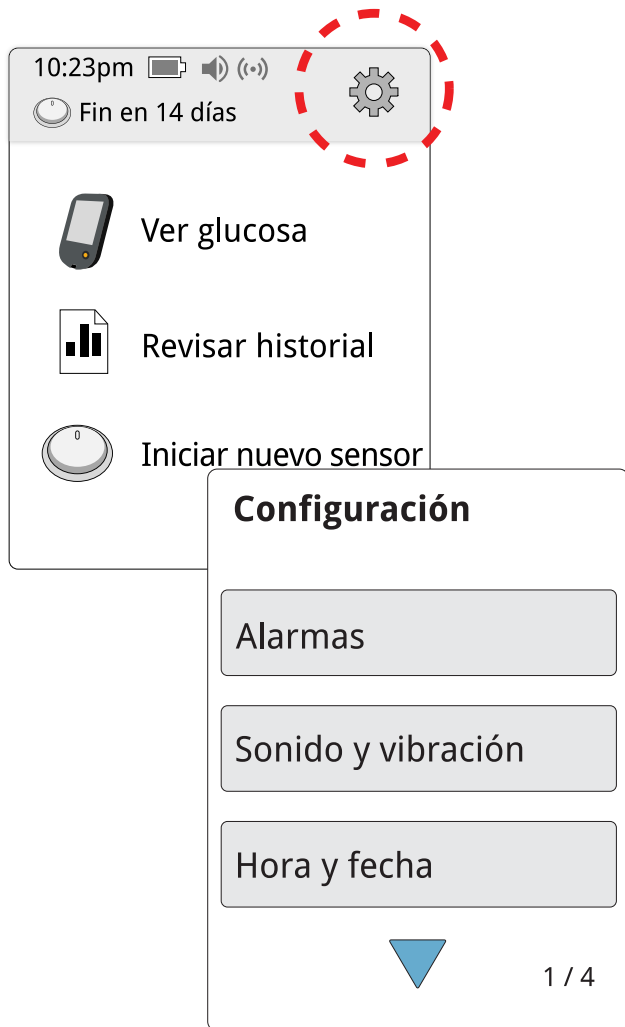 10:23pm
Fin en 14 días
Ver glucosa
Revisar historial
Iniciar nuevo sensor
Configuración
Alarmas
Sonido y vibración
Hora y fecha
1 / 4